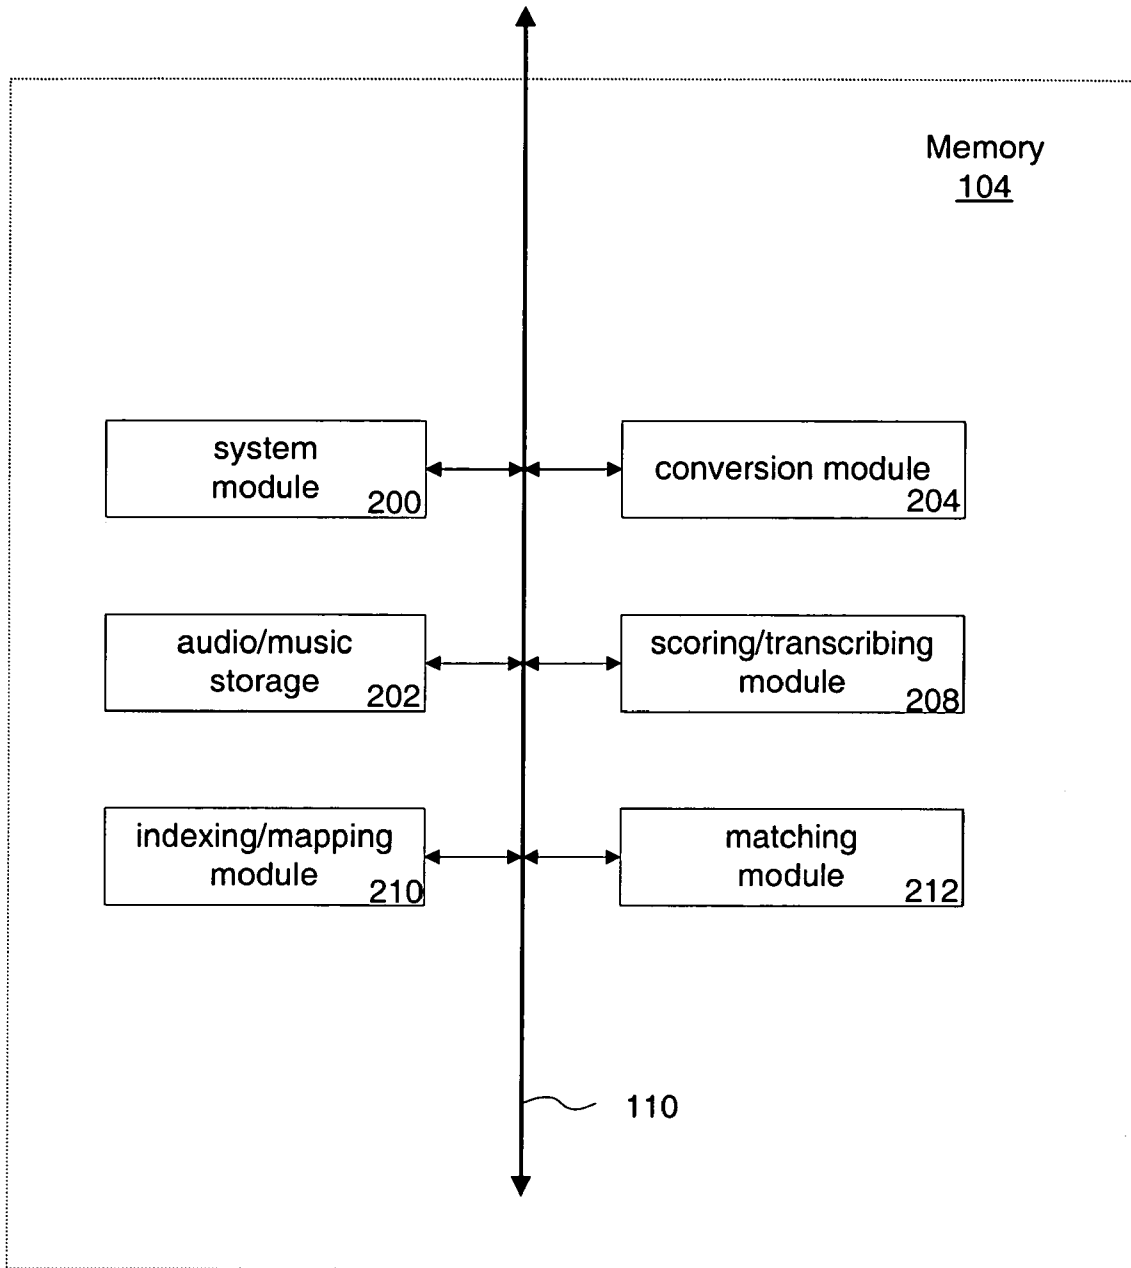 Memory
104
system
module
200
conversion module
204
audio/music
storage
202
scoring/transcribing
module
208
indexing/mapping
module
210
matching
module
212
110